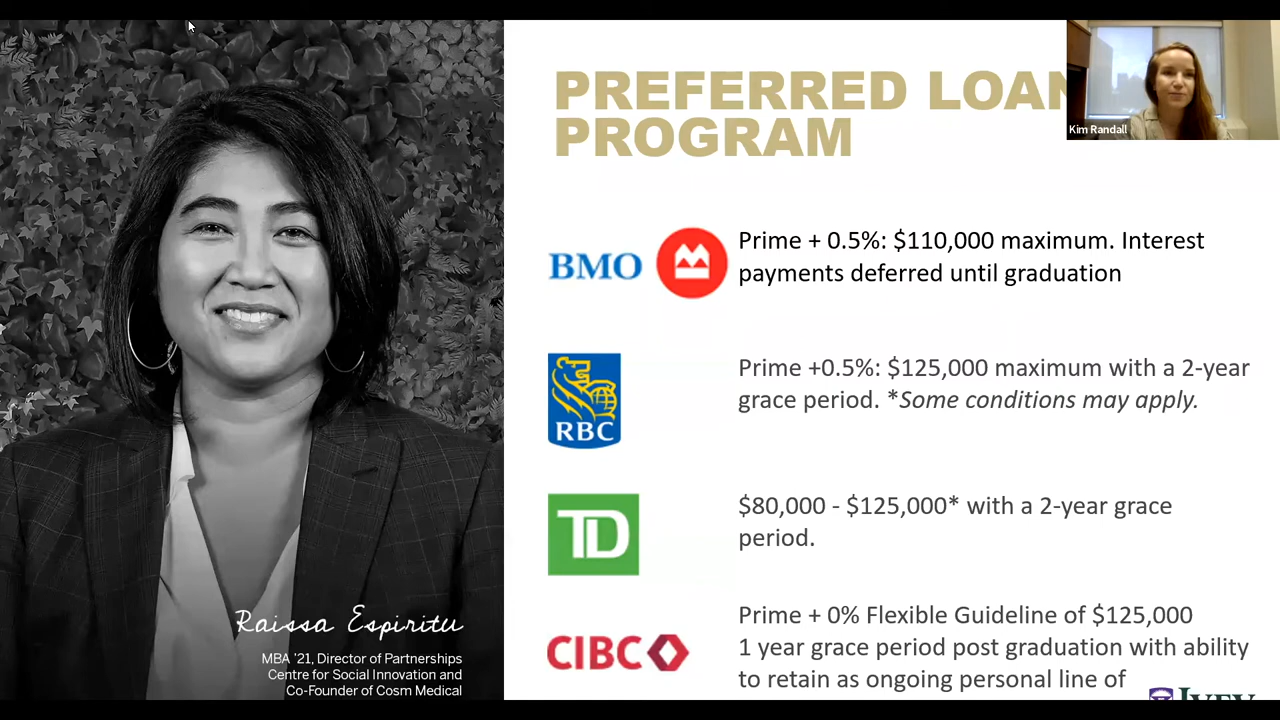 PREFERRED LOAN
PROGRAM
Kim Randall
BMO
Prime + 0.5%: $110,000 maximum. Interest
payments deferred until graduation
RBC
Prime +0.5%: $125,000 maximum with a 2-year
grace period. *Some conditions may apply.
TD
$80,000 - $125,000* with a 2-year grace
period.
CIBC
Prime + 0% Flexible Guideline of $125,000
1 year grace period post graduation with ability
to retain as ongoing personal line of
Raissa Espiritu
MBA '21, Director of Partnerships
Centre for Social Innovation and
Co-Founder of Cosm Medical
IVEY